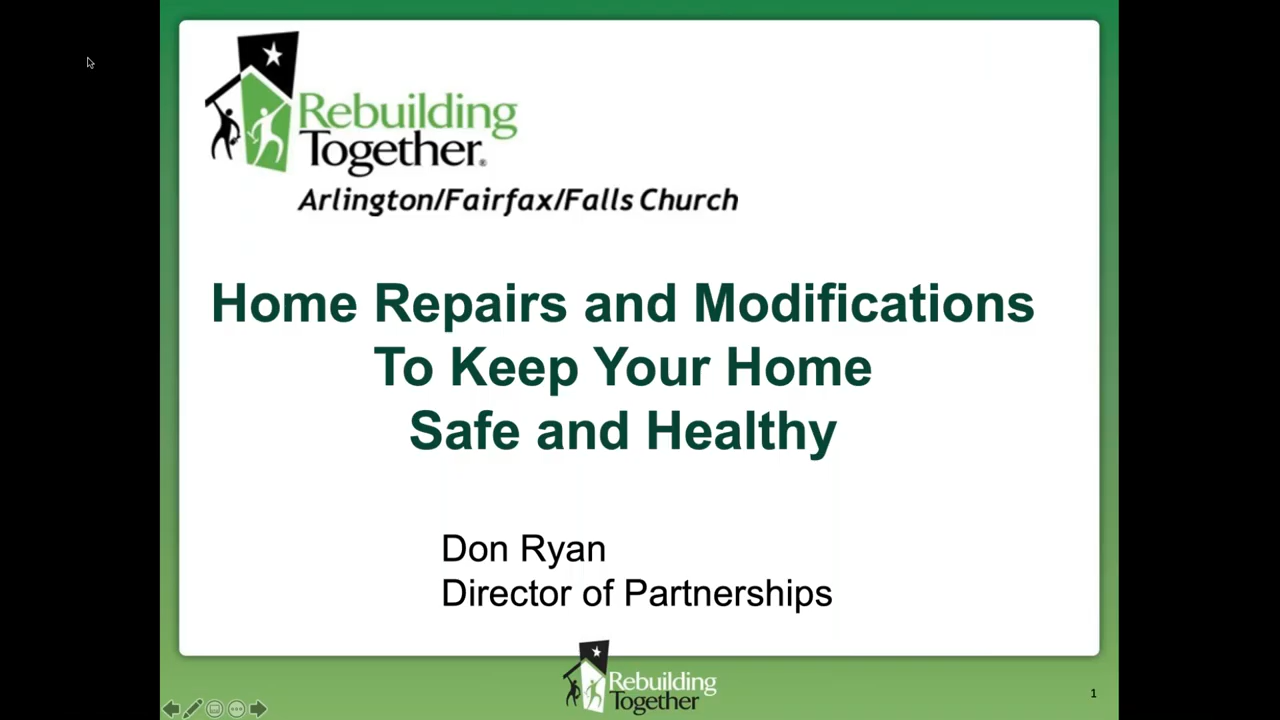 Rebuilding
Together®
Arlington/Fairfax/Falls Church
Home Repairs and Modifications
To Keep Your Home
Safe and Healthy
Don Ryan
Director of Partnerships
Rebuilding
Together
1